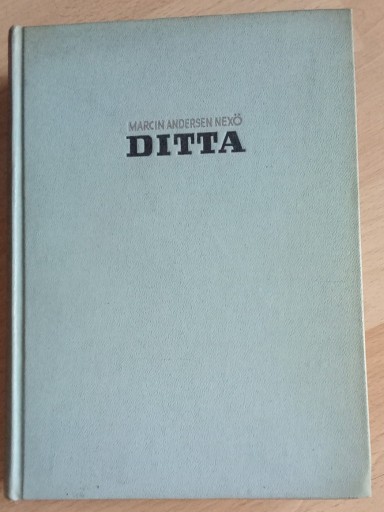 MARCIN ANDERSEN NEXÖ
DITTA